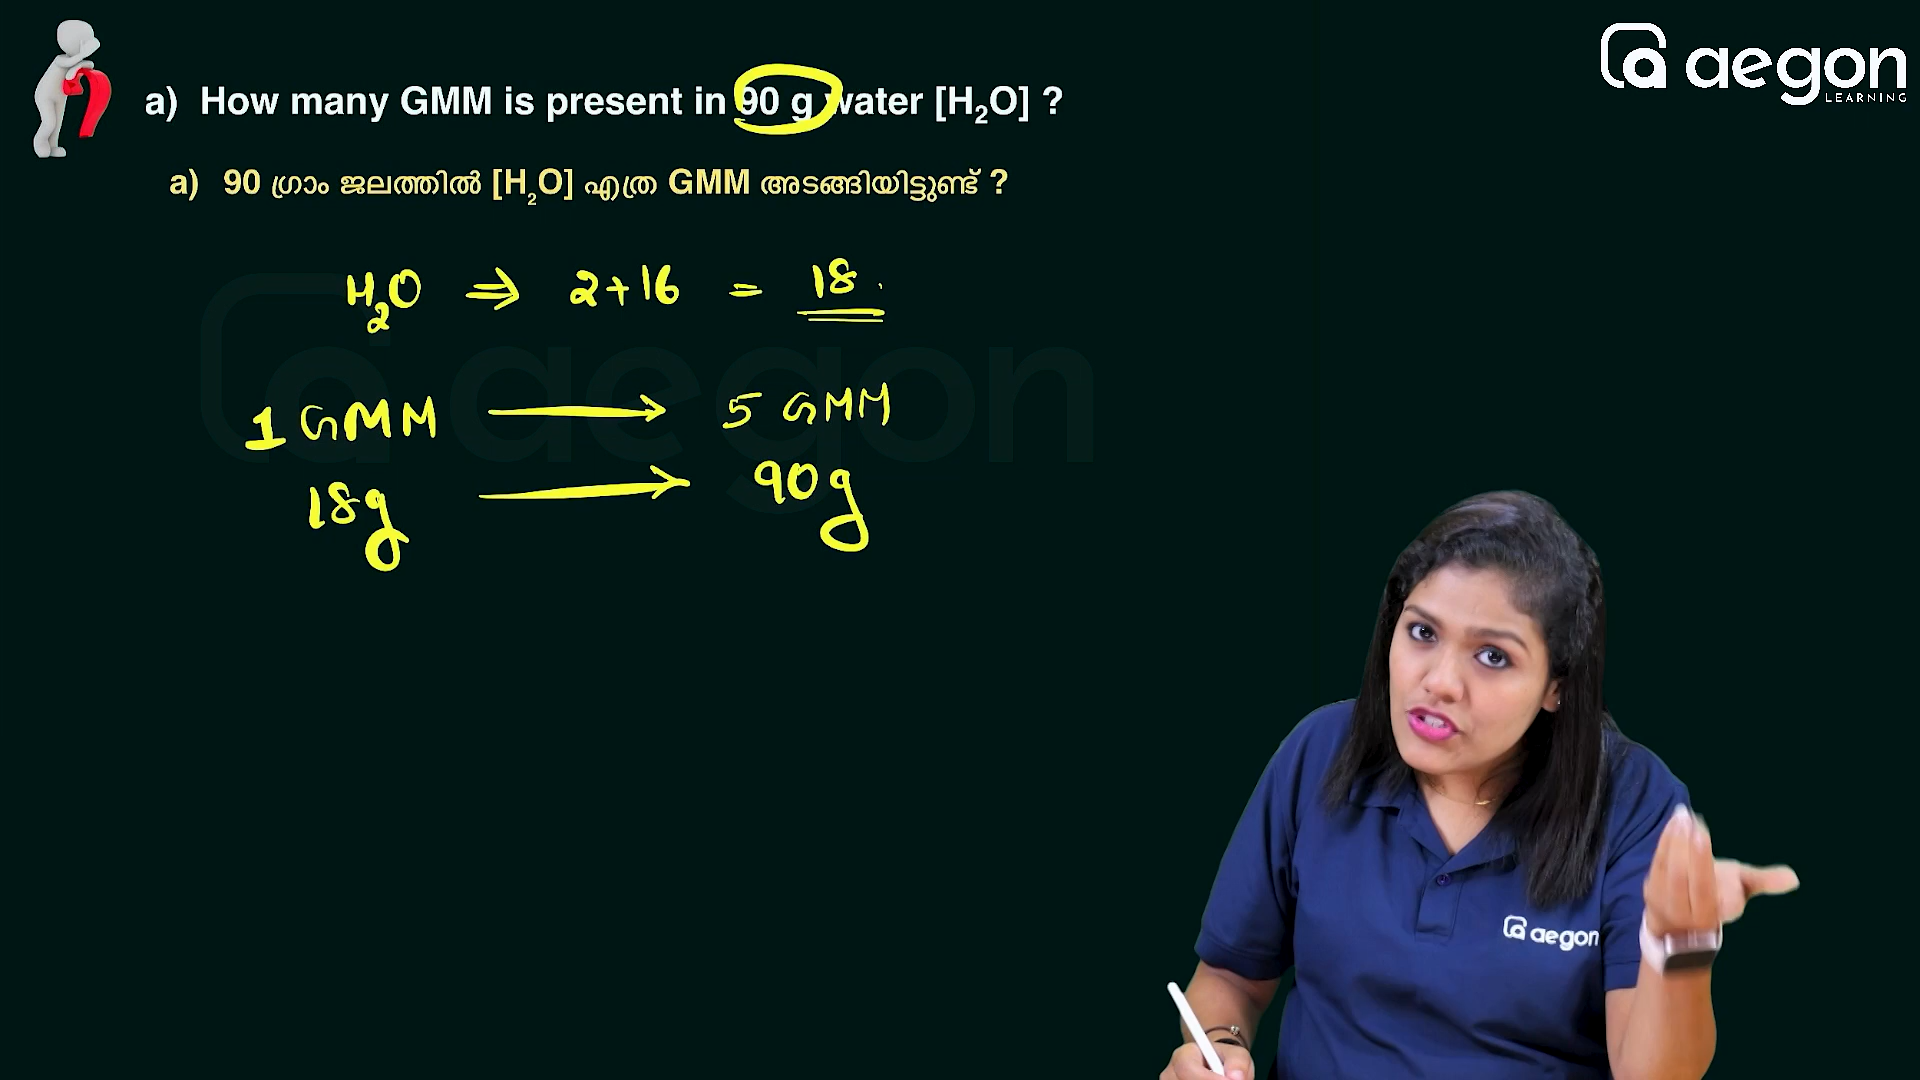 aegon
LEARNING
a) How many GMM is present in 90 g water [H₂O] ?
a) 90 ഗ്രാം ജലത്തിൽ [H₂O] എത്ര GMM അടങ്ങിയിട്ടുണ്ട് ?
H₂O ⇒ 2+16 = 18.
1 GMM → 5 GMM
18g → 90g
aegon
aegon